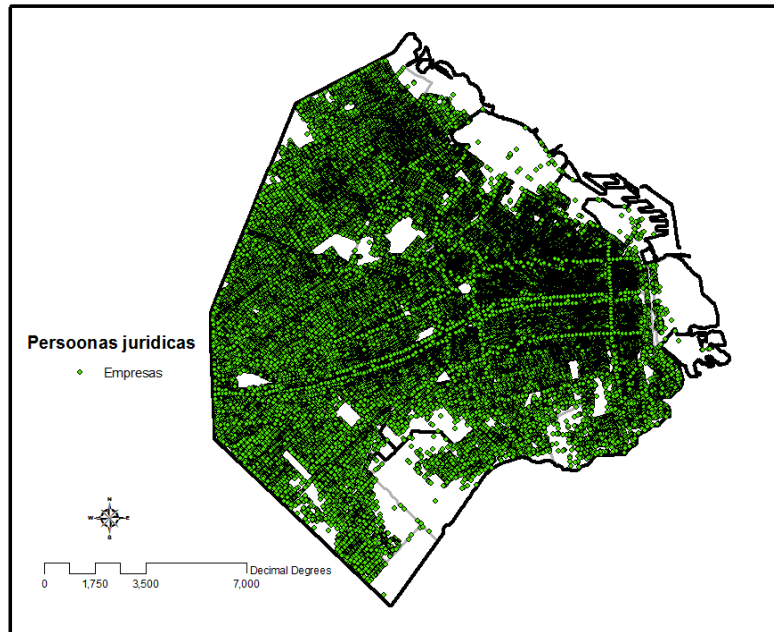 Persoonas juridicas
Empresas
N
W E
S
Decimal Degrees
0 1,750 3,500 7,000